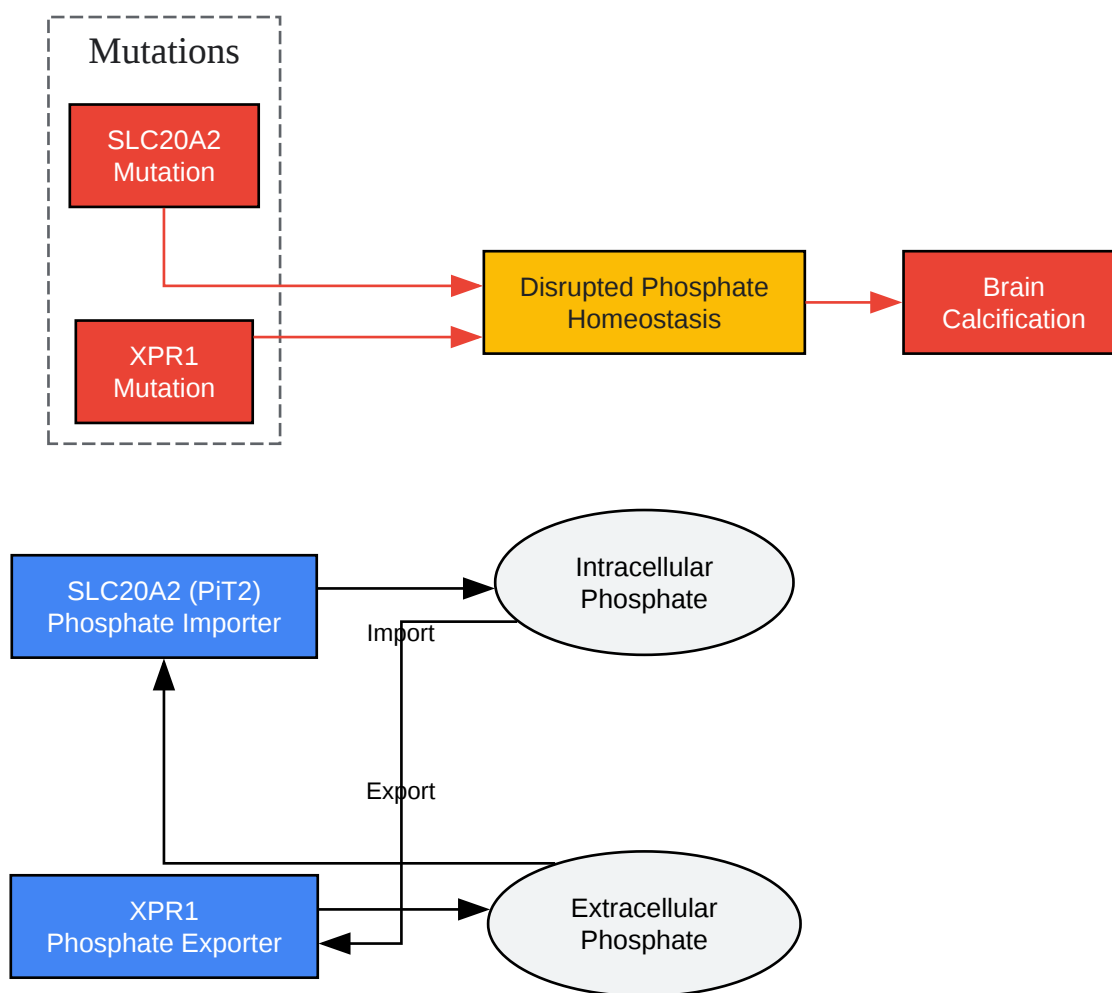 Mutations
SLC20A2
Mutation
XPR1
Mutation
Disrupted Phosphate
Homeostasis
Brain
Calcification
SLC20A2 (PiT2)
Phosphate Importer
Import
Intracellular
Phosphate
Export
XPR1
Phosphate Exporter
Extracellular
Phosphate